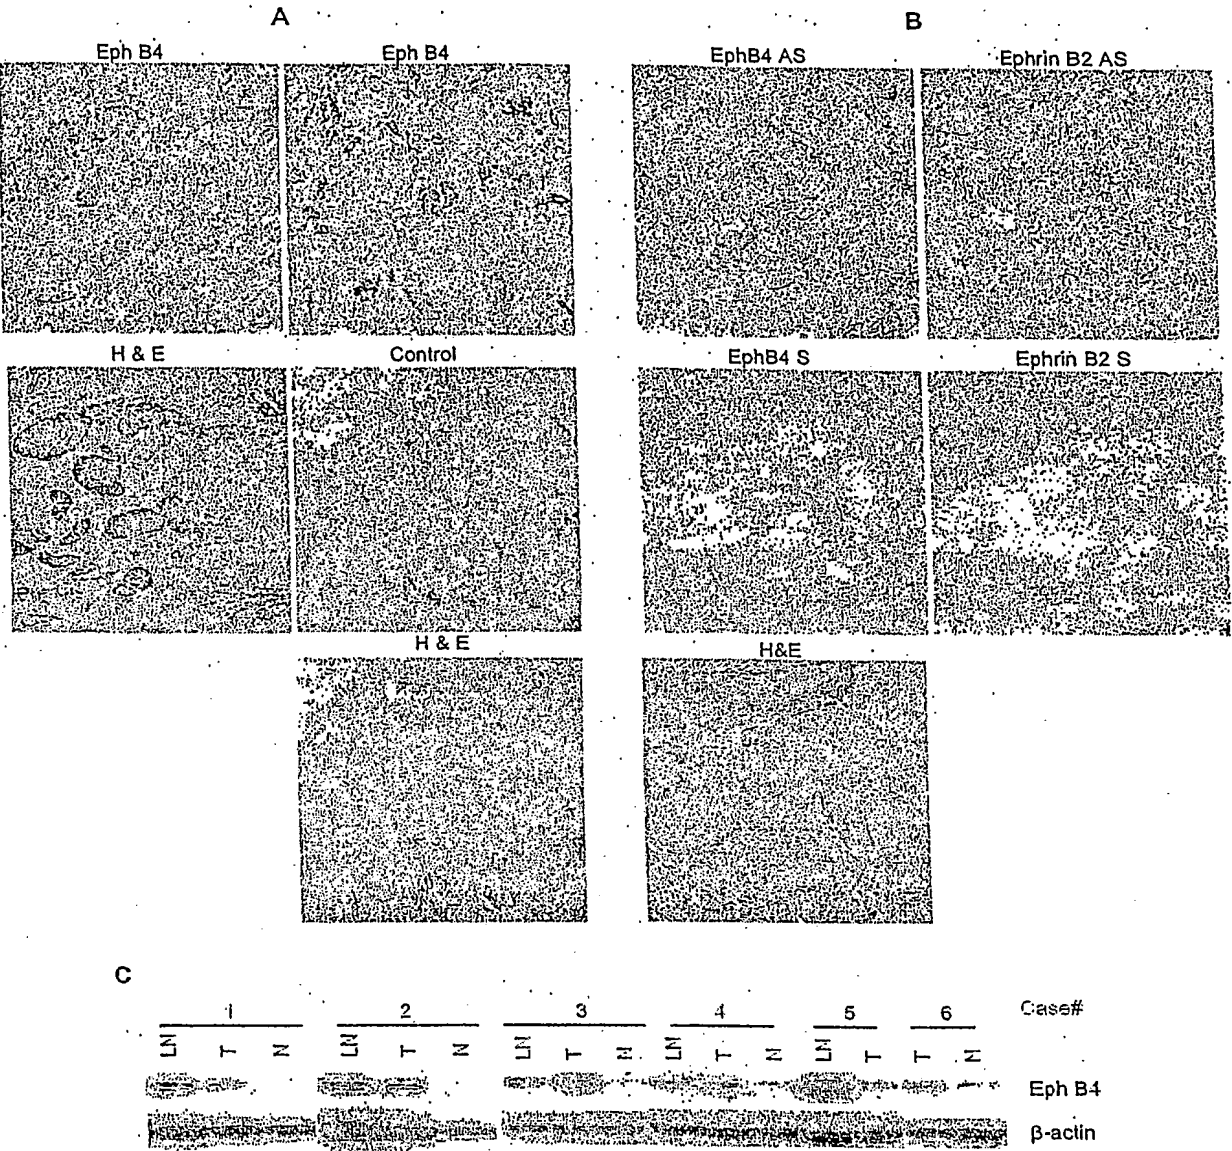 A
B
Eph B4
Eph B4
EphB4 AS
Ephrin B2 AS
H & E
Control
EphB4 S
Ephrin B2 S
H & E
H&E
C
1 2 3 4 5 6 Case#
LN T N LN T N LN T N LN T N LN T T N
Eph B4
β-actin